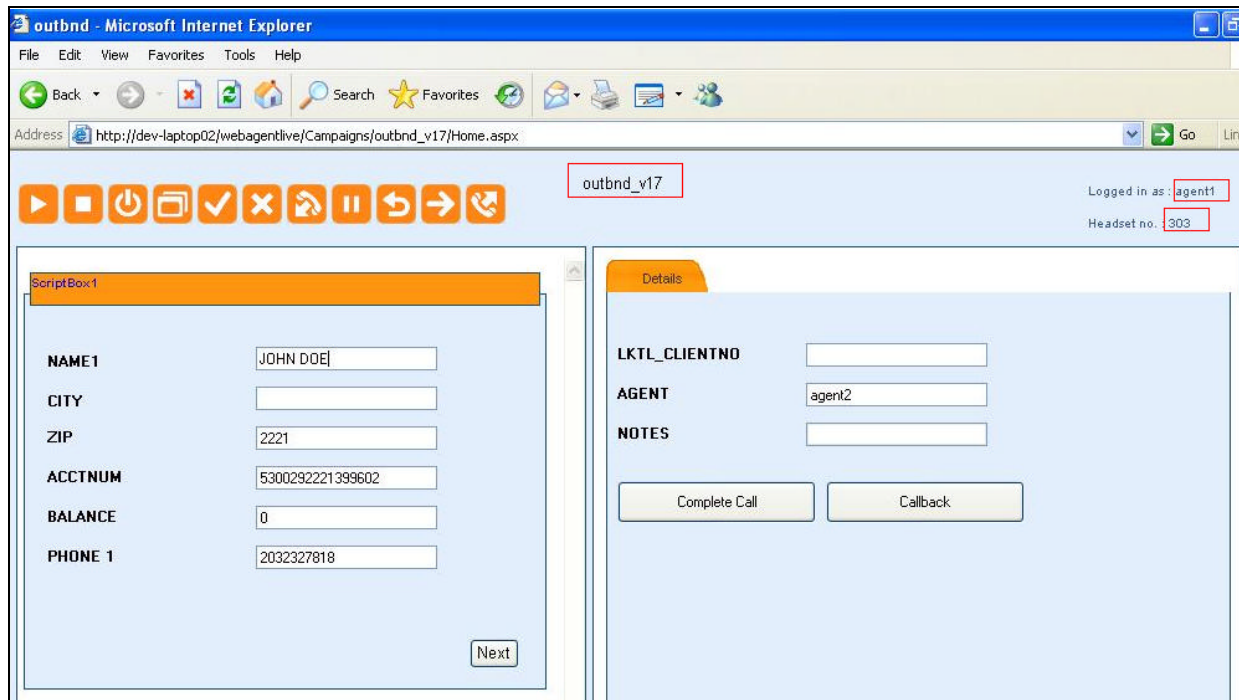 outbnd - Microsoft Internet Explorer
File Edit View Favorites Tools Help
Back Search Favorites
Address http://dev-laptop02/webagentlive/Campaigns/outbnd_v17/Home.aspx Go
outbnd_v17
Logged in as : agent1
Headset no. : 303
ScriptBox1
NAME1 JOHN DOE
CITY
ZIP 2221
ACCTNUM 5300292221399602
BALANCE 0
PHONE 1 2032327818
Next
Details
LKTL_CLIENTNO
AGENT agent2
NOTES
Complete Call Callback